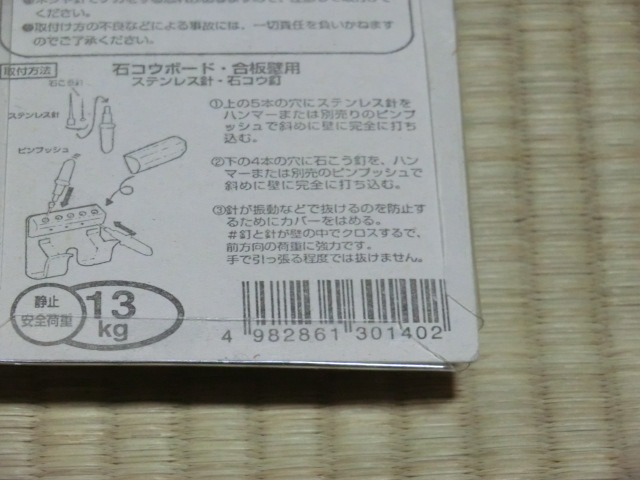 ください。
●取付け方の不良などによる事故には、一切責任を負いかねます
のでご了承ください。
取付方法
石コウボード・合板壁用
ステンレス針・石コウ釘
石こう釘
ステンレス針
ピンプッシュ
①上の5本の穴にステンレス針を
ハンマーまたは別売りのピンプ
ッシュで斜めに壁に完全に打ち
込む。
②下の4本の穴に石こう釘を、ハン
マーまたは別売のピンプッシュで
斜めに壁に完全に打ち込む。
③針が振動などで抜けるのを防止す
るためにカバーをはめる。
#釘と針が壁の中でクロスするで、
前方向の荷重に強力です。
手で引っ張る程度では抜けません。
静止
安全荷重
13
kg
4 982861 301402